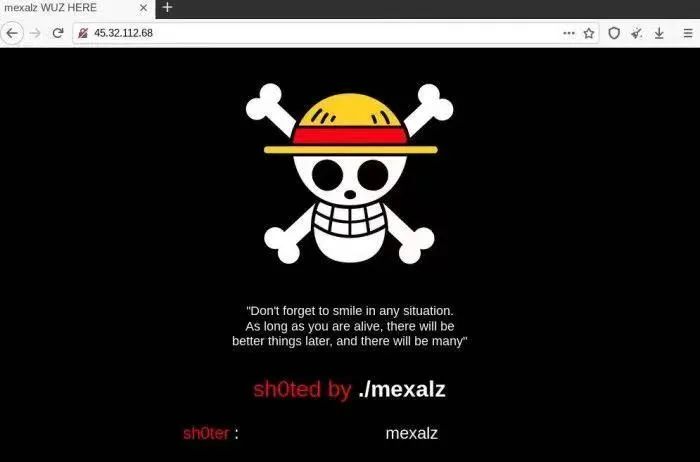 mexalz WUZ HERE
45.32.112.68
"Don't forget to smile in any situation.
As long as you are alive, there will be
better things later, and there will be many"
sh0ted by ./mexalz
sh0ter : mexalz